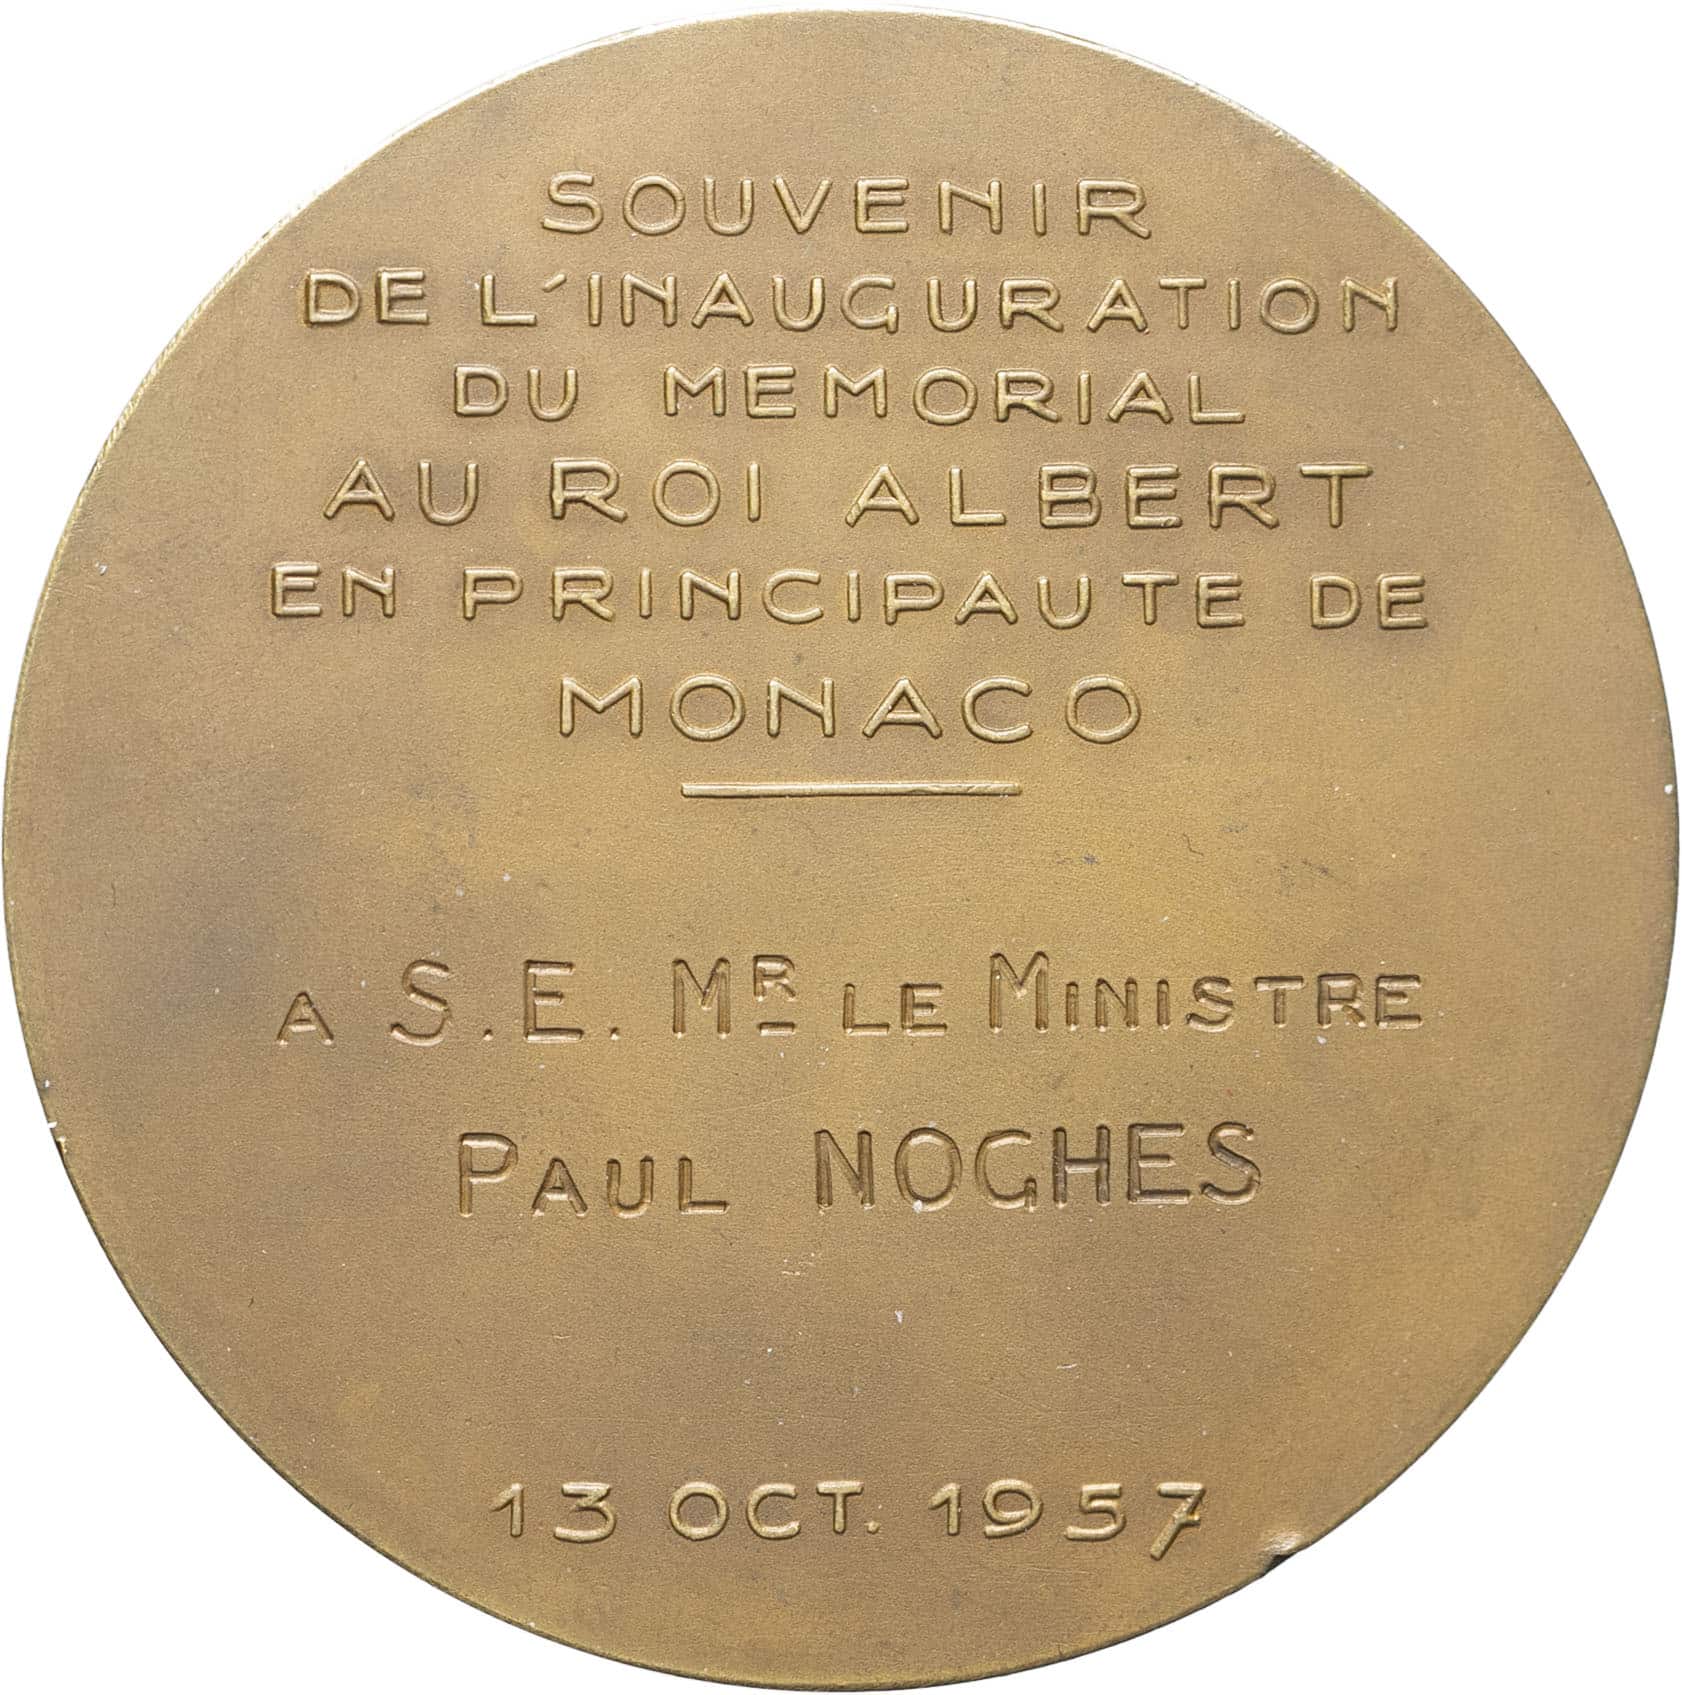 SOUVENIR
DE L'INAUGURATION
DU MEMORIAL
AU ROI ALBERT
EN PRINCIPAUTE DE
MONACO
A S.E. MR LE MINISTRE
PAUL NOGHES
13 OCT. 1957